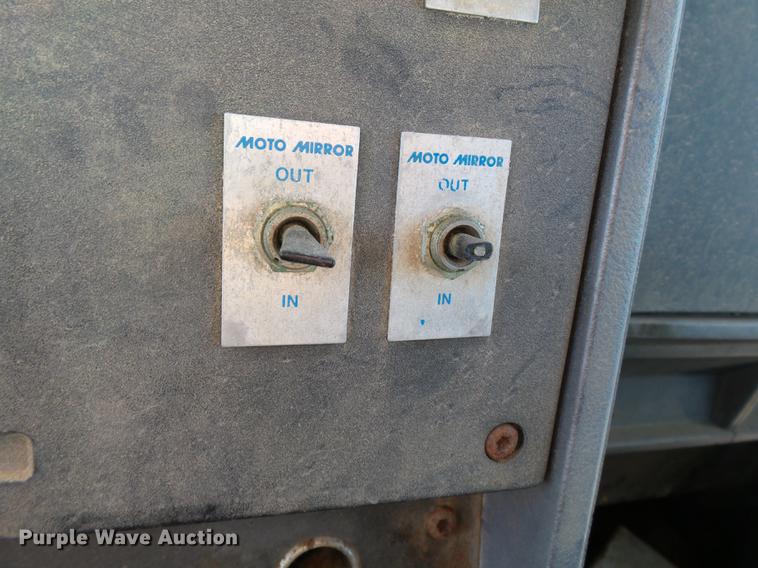 MOTO MIRROR
OUT
IN
MOTO MIRROR
OUT
IN
Purple Wave Auction